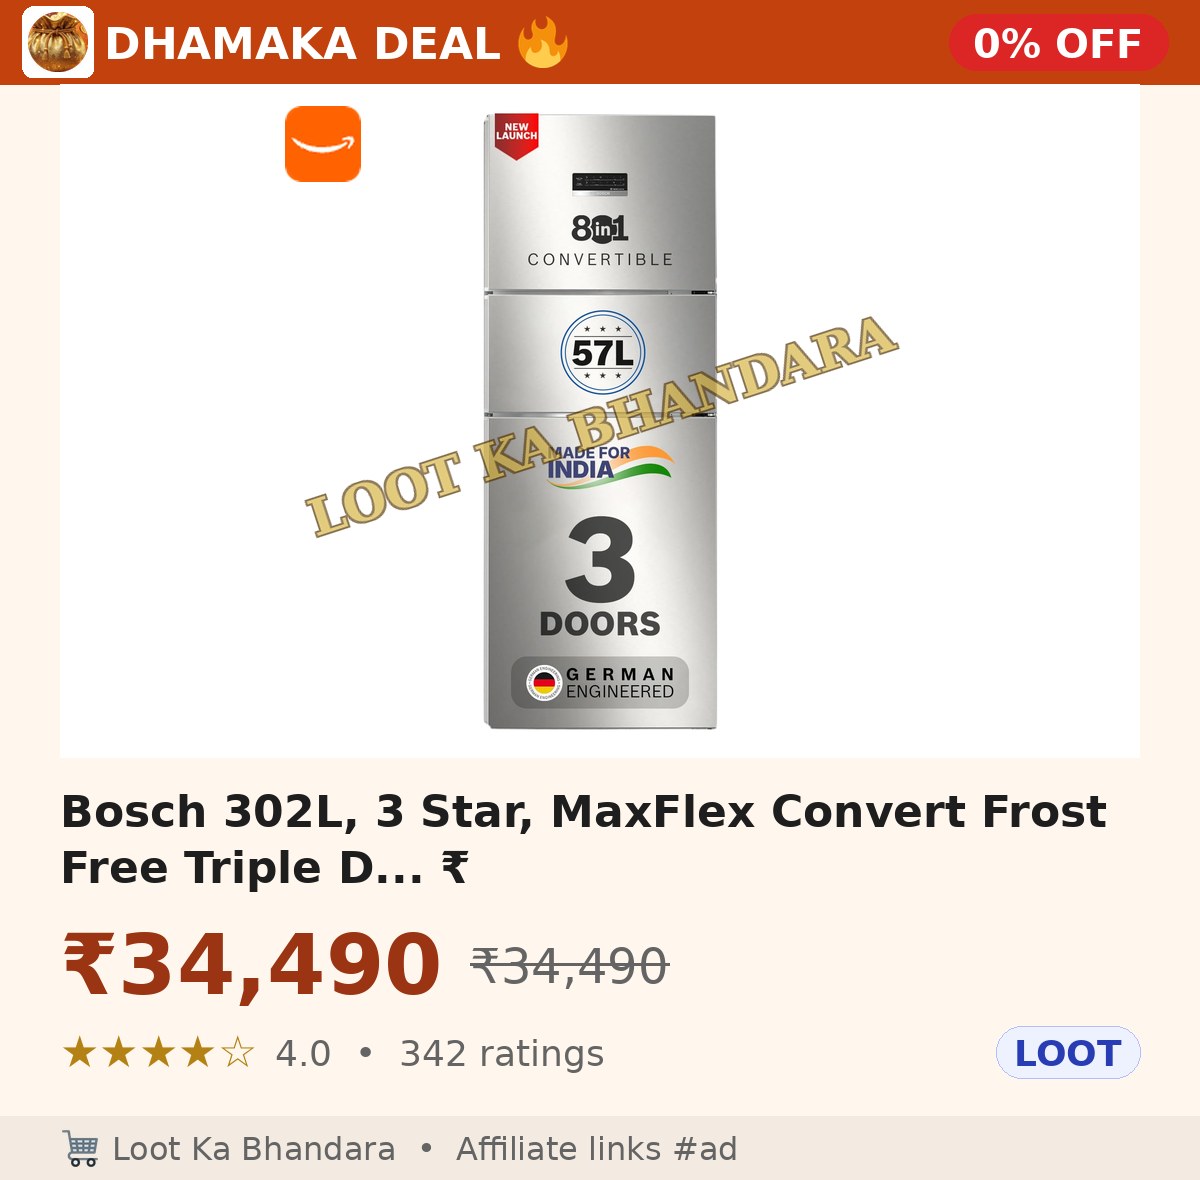 DHAMAKA DEAL 🔥
0% OFF
NEW
LAUNCH
8in1
CONVERTIBLE
57L
LOOT KA BHANDARA
MADE FOR
INDIA
3
DOORS
GERMAN
ENGINEERED
Bosch 302L, 3 Star, MaxFlex Convert Frost
Free Triple D... ₹
₹34,490 ₹34,490
★★★★☆ 4.0 • 342 ratings
LOOT
🛒 Loot Ka Bhandara • Affiliate links #ad